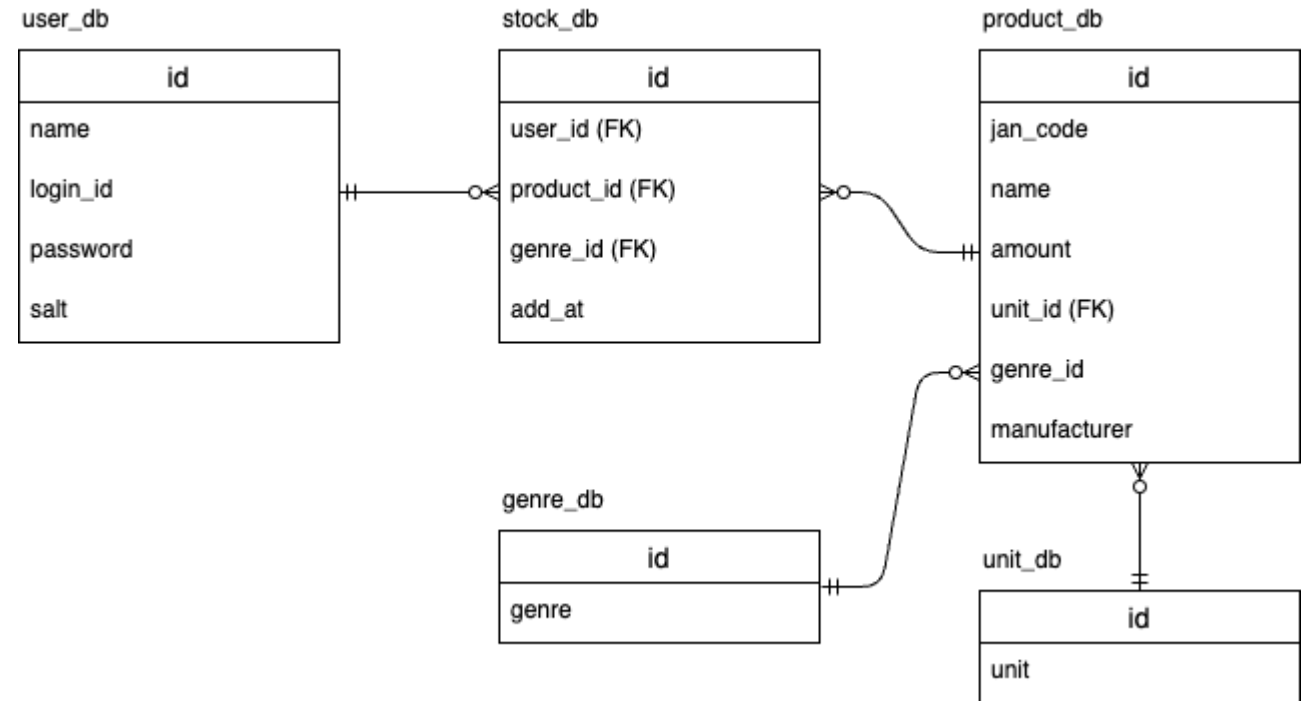 user_db
id
name
login_id
password
salt
stock_db
id
user_id (FK)
product_id (FK)
genre_id (FK)
add_at
product_db
id
jan_code
name
amount
unit_id (FK)
genre_id
manufacturer
genre_db
id
genre
unit_db
id
unit